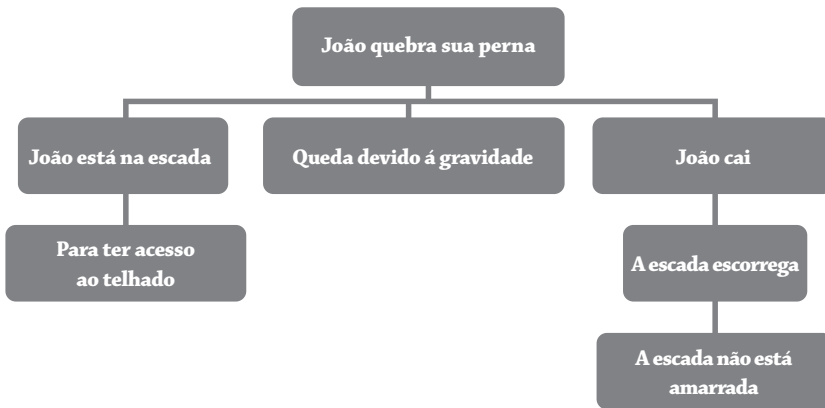 João quebra sua perna
João está na escada
Queda devido á gravidade
João cai
Para ter acesso
ao telhado
A escada escorrega
A escada não está
amarrada